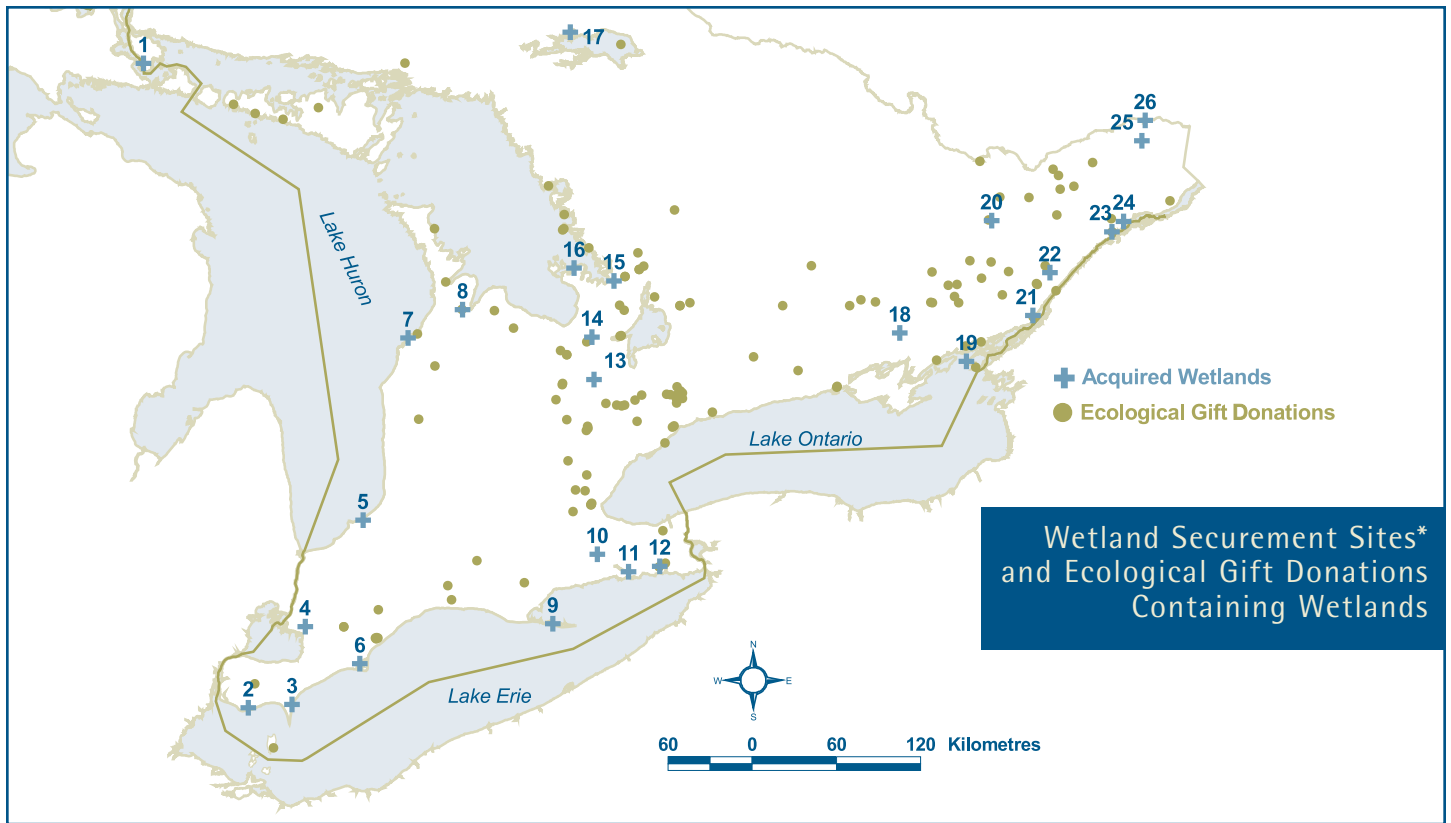 1
17
26
25
Lake Huron
20
23
24
16
15
22
8
7
14
21
18
13
19
Acquired Wetlands
Ecological Gift Donations
Lake Ontario
5
10
11
12
Wetland Securement Sites*
and Ecological Gift Donations
Containing Wetlands
4
9
6
2
3
Lake Erie
N
W
E
S
60 0 60 120 Kilometres